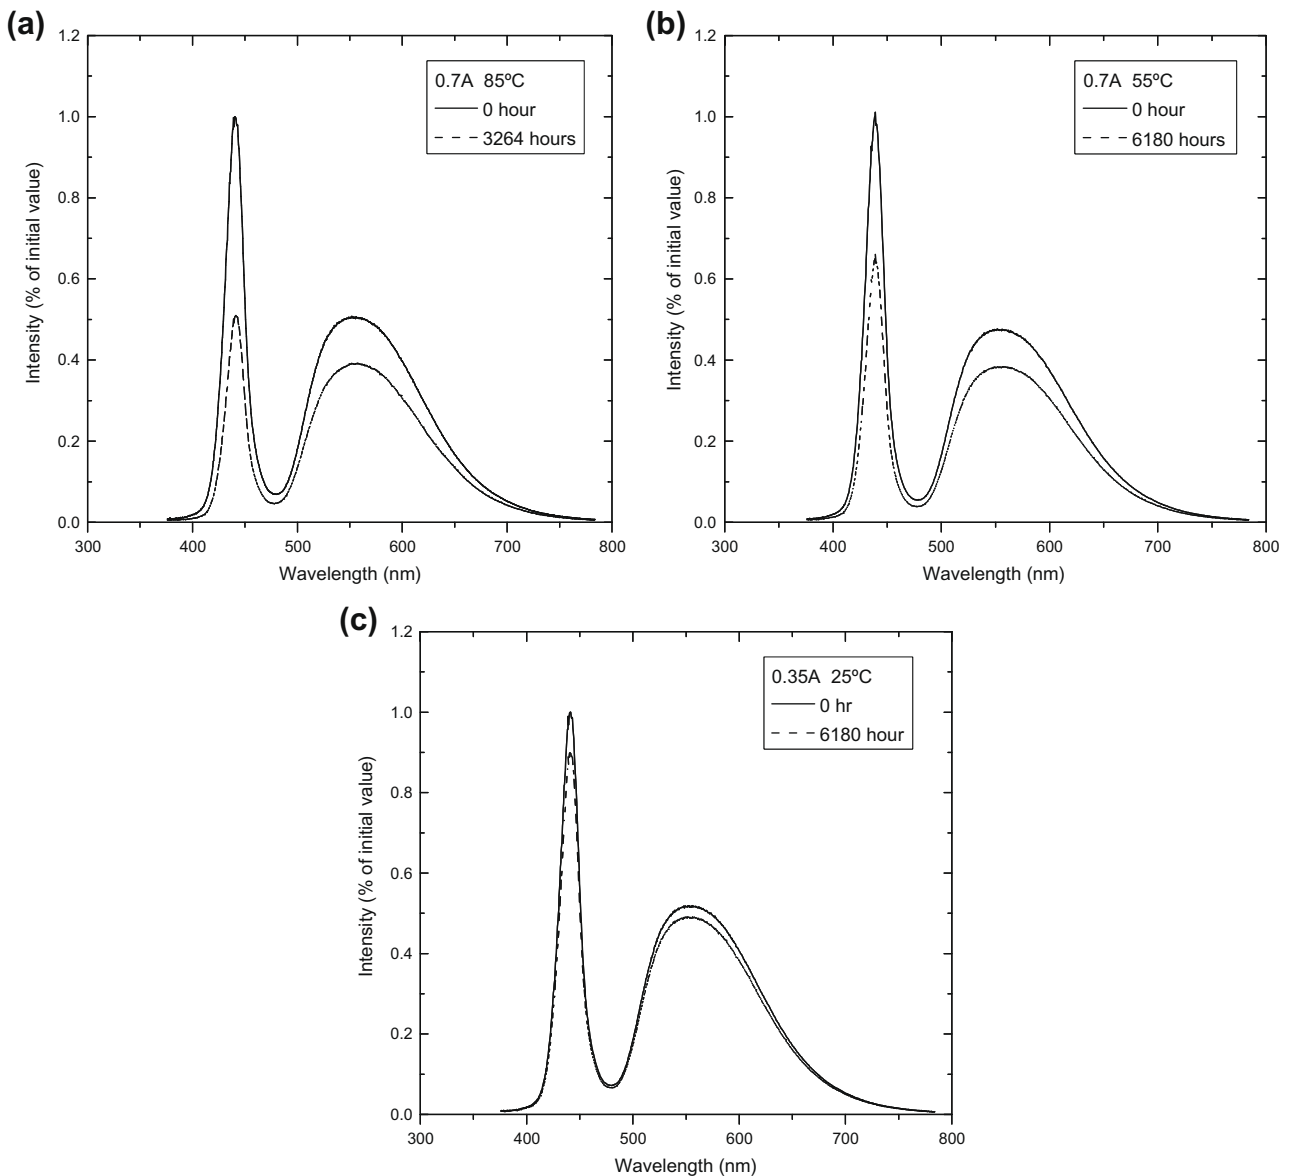 (a)
1.2
1.0
0.8
0.6
0.4
0.2
0.0
300
400
500
600
700
800
Intensity (% of initial value)
Wavelength (nm)
0.7A 85ºC
0 hour
3264 hours
(b)
1.2
1.0
0.8
0.6
0.4
0.2
0.0
300
400
500
600
700
800
Intensity (% of initial value)
Wavelength (nm)
0.7A 55ºC
0 hour
6180 hours
(c)
1.2
1.0
0.8
0.6
0.4
0.2
0.0
300
400
500
600
700
800
Intensity (% of initial value)
Wavelength (nm)
0.35A 25ºC
0 hr
6180 hour